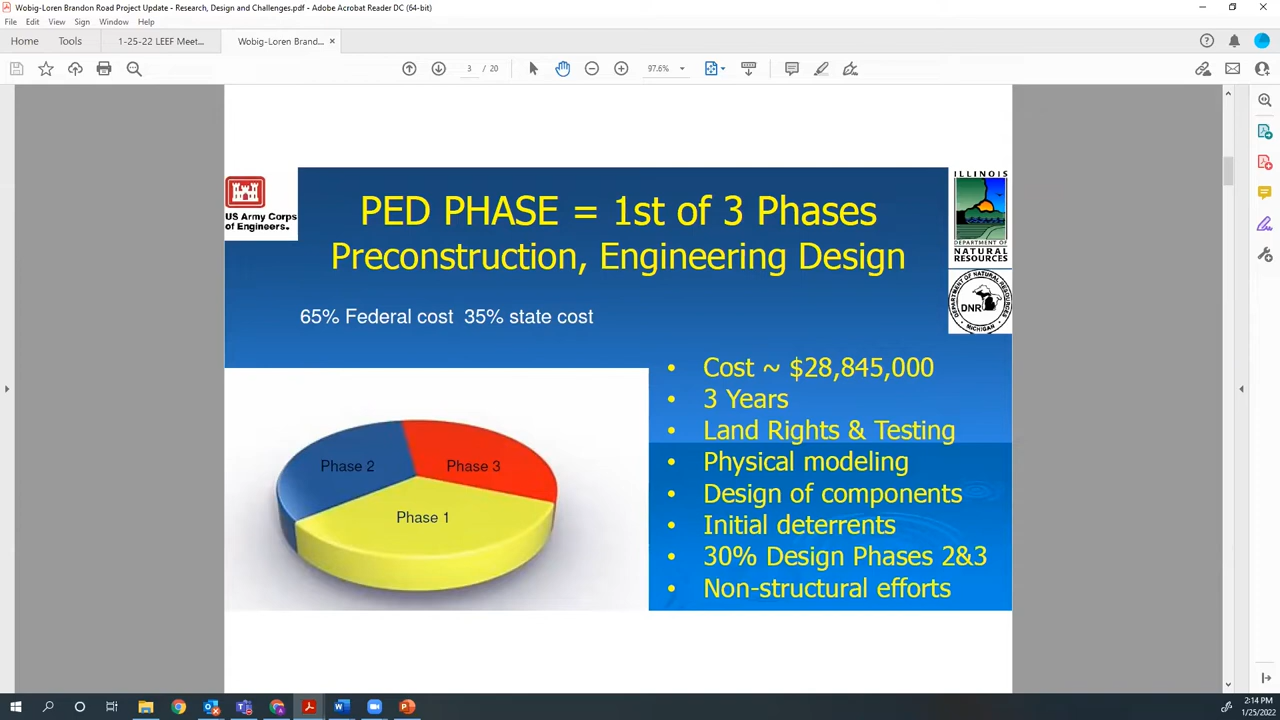 Wobig-Loren Brandon Road Project Update - Research, Design and Challenges.pdf - Adobe Acrobat Reader DC (64-bit)
File Edit View Sign Window Help
Home Tools 1-25-22 LEEF Meet... Wobig-Loren Brand... ×
3 / 20 97.6%
US Army Corps
of Engineers.
PED PHASE = 1st of 3 Phases
Preconstruction, Engineering Design
ILLINOIS
DEPARTMENT OF
NATURAL
RESOURCES
DEPARTMENT OF NATURAL RESOURCES
DNR
MICHIGAN
65% Federal cost 35% state cost
Phase 2
Phase 3
Phase 1
• Cost ~ $28,845,000
• 3 Years
• Land Rights & Testing
• Physical modeling
• Design of components
• Initial deterrents
• 30% Design Phases 2&3
• Non-structural efforts
2:14 PM
1/25/2022